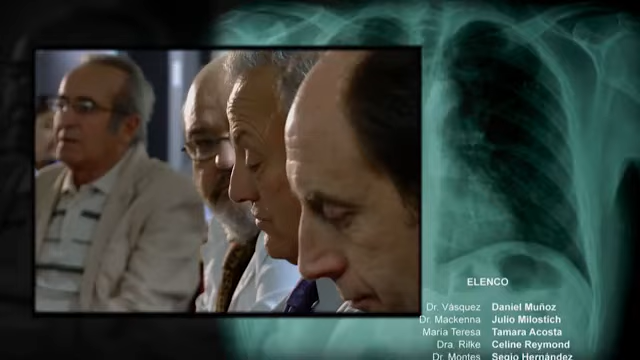 ELENCO
Dr. Vásquez Daniel Muñoz
Dr. Mackenna Julio Milostich
María Teresa Tamara Acosta
Dra. Rilke Celine Reymond
Dr. Montes Segio Hernández